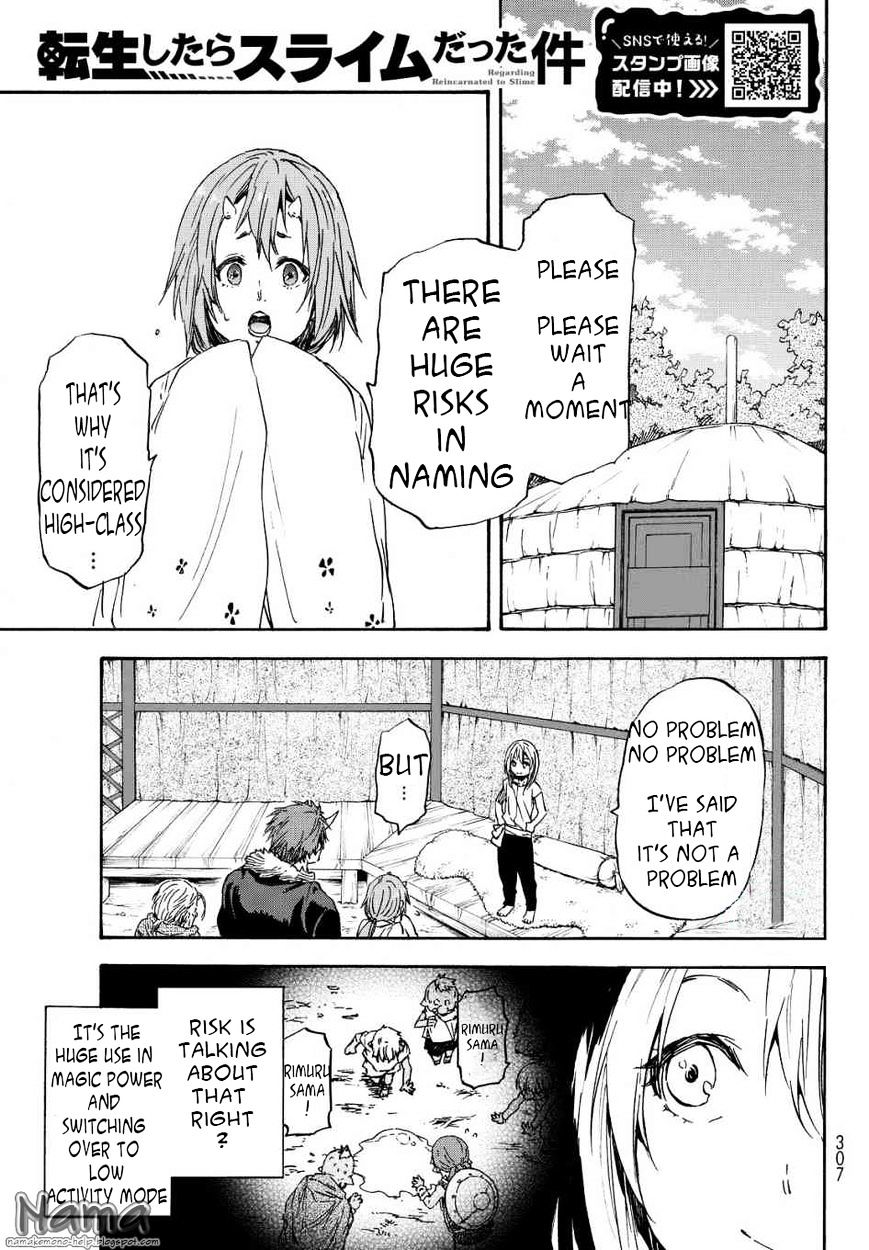 転生したらスライムだった件
Regarding
Reincarnated to Slime
SNSで使える!
スタンプ画像
配信中!
PLEASE
PLEASE
WAIT
A
MOMENT
THERE
ARE
HUGE
RISKS
IN
NAMING
THAT'S
WHY
IT'S
CONSIDERED
HIGH-CLASS
...
NO PROBLEM
NO PROBLEM
I'VE SAID
THAT
IT'S NOT A
PROBLEM
BUT
...
RIMURU
SAMA
!
RIMURU
SAMA
!
RISK IS
TALKING
ABOUT
THAT
RIGHT
?
IT'S THE
HUGE USE IN
MAGIC POWER
AND
SWITCHING
OVER TO
LOW
ACTIVITY MODE
307
Nama
namakemono-help.blogspot.com